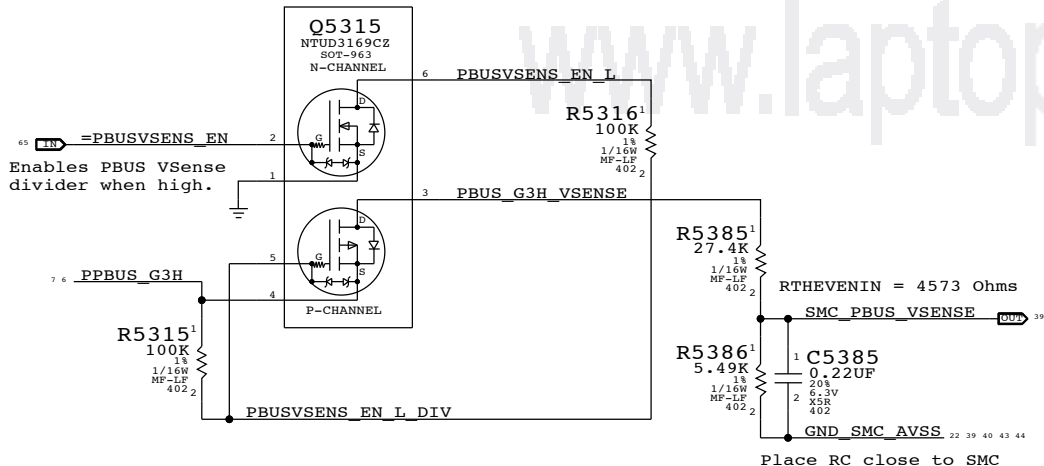 www.laptop
Q5315
NTUD3169CZ
SOT-963
N-CHANNEL
6
PBUSVSENS_EN_L
D
R5316
1
100K
1%
1/16W
MF-LF
402
2
65
IN
=PBUSVSENS_EN
2
G
S
Enables PBUS VSense
divider when high.
1
3
PBUS_G3H_VSENSE
D
R5385
1
27.4K
1%
1/16W
MF-LF
402
2
5
G
S
7 6
PPBUS_G3H
4
P-CHANNEL
RTHEVENIN = 4573 Ohms
SMC_PBUS_VSENSE
OUT
39
R5315
1
100K
1%
1/16W
MF-LF
402
2
R5386
1
5.49K
1%
1/16W
MF-LF
402
2
1
C5385
0.22UF
20%
6.3V
X5R
402
2
PBUSVSENS_EN_L_DIV
GND_SMC_AVSS
22 39 40 43 44
Place RC close to SMC